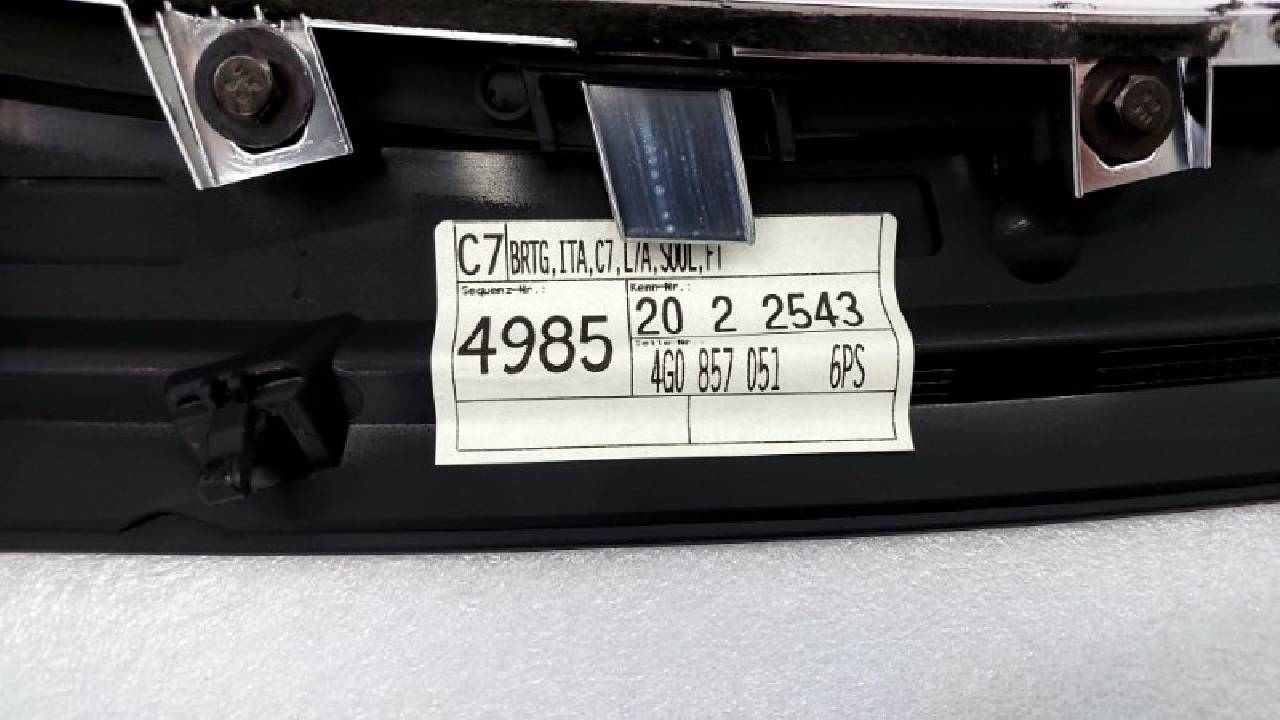 C7 BRTG, ITA, C7, L/A, SOUL, FT
Sequenz-Nr.: Kenn-Nr.:
4985 20 2 2543
Teile-Nr.
4G0 857 051 6PS